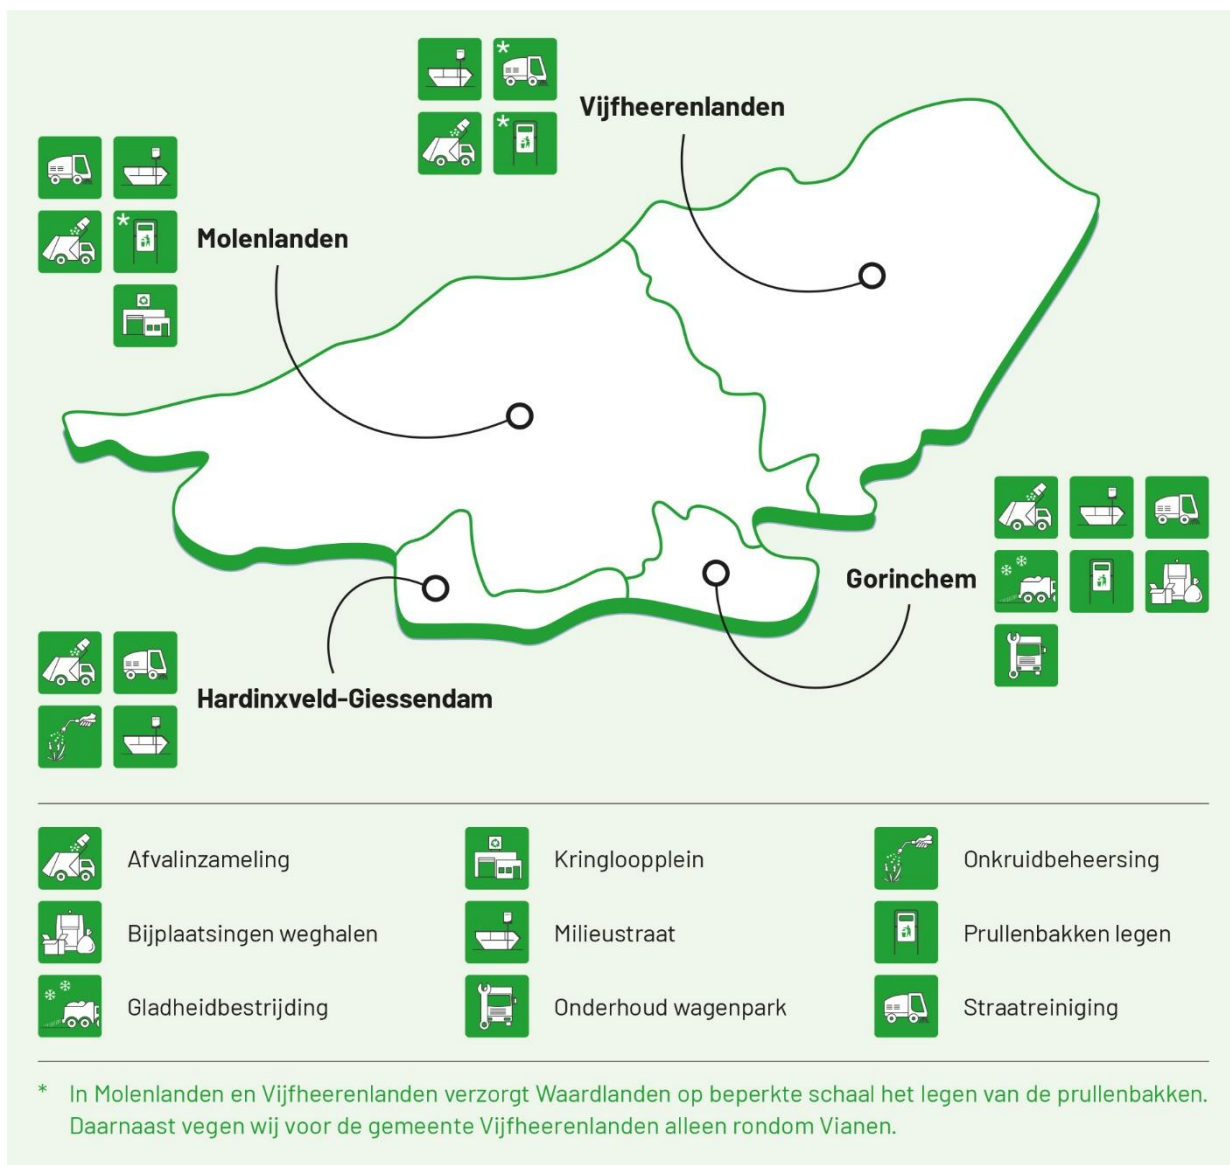 *
Vijfheerenlanden
*
*
Molenlanden
Gorinchem
Hardinxveld-Giessendam
Afvalinzameling
Kringloopplein
Onkruidbeheersing
Bijplaatsingen weghalen
Milieustraat
Prullenbakken legen
Gladheidbestrijding
Onderhoud wagenpark
Straatreiniging
* In Molenlanden en Vijfheerenlanden verzorgt Waardlanden op beperkte schaal het legen van de prullenbakken.
Daarnaast vegen wij voor de gemeente Vijfheerenlanden alleen rondom Vianen.